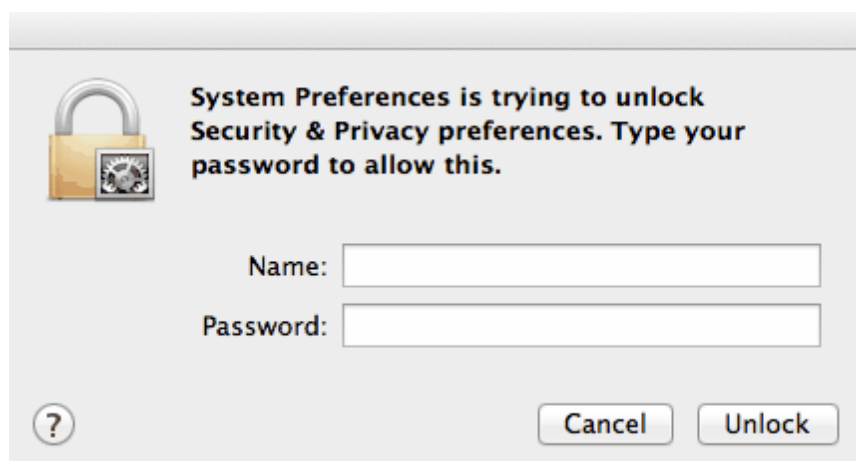 System Preferences is trying to unlock
Security & Privacy preferences. Type your
password to allow this.
Name:
Password:
?
Cancel
Unlock